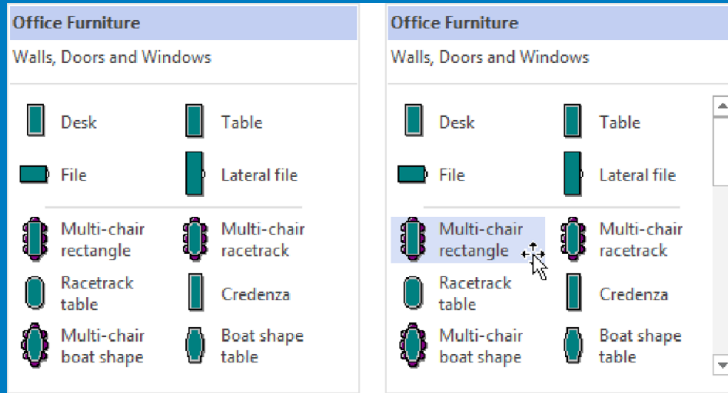 Office Furniture
Walls, Doors and Windows
Desk
Table
File
Lateral file
Multi-chair
rectangle
Multi-chair
racetrack
Racetrack
table
Credenza
Multi-chair
boat shape
Boat shape
table
Office Furniture
Walls, Doors and Windows
Desk
Table
File
Lateral file
Multi-chair
rectangle
Multi-chair
racetrack
Racetrack
table
Credenza
Multi-chair
boat shape
Boat shape
table